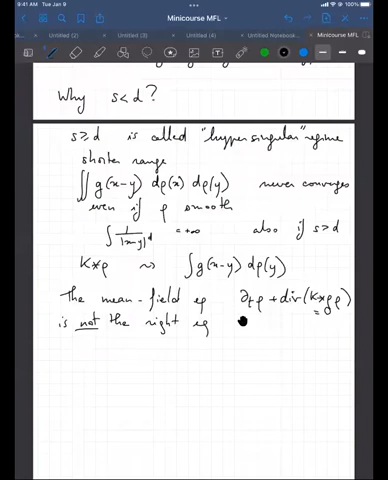 9:41 AM Tue Jan 9
100%
Minicourse MFL
Untitled (2)
Untitled (3)
Untitled (4)
Untitled Notebook...
Minicourse MFL
Why s<d?
s≥d is called "hypersingular" regime
shorter range
∬ g(x-y) dρ(x) dρ(y) never converges
even if ρ smooth
∫ 1/|x-y|^d = +∞ also if s>d
K*ρ ~> ∫ g(x-y) dρ(y)
The mean-field eq ∂tρ + div(K*ρ ρ) = 0
is not the right eq